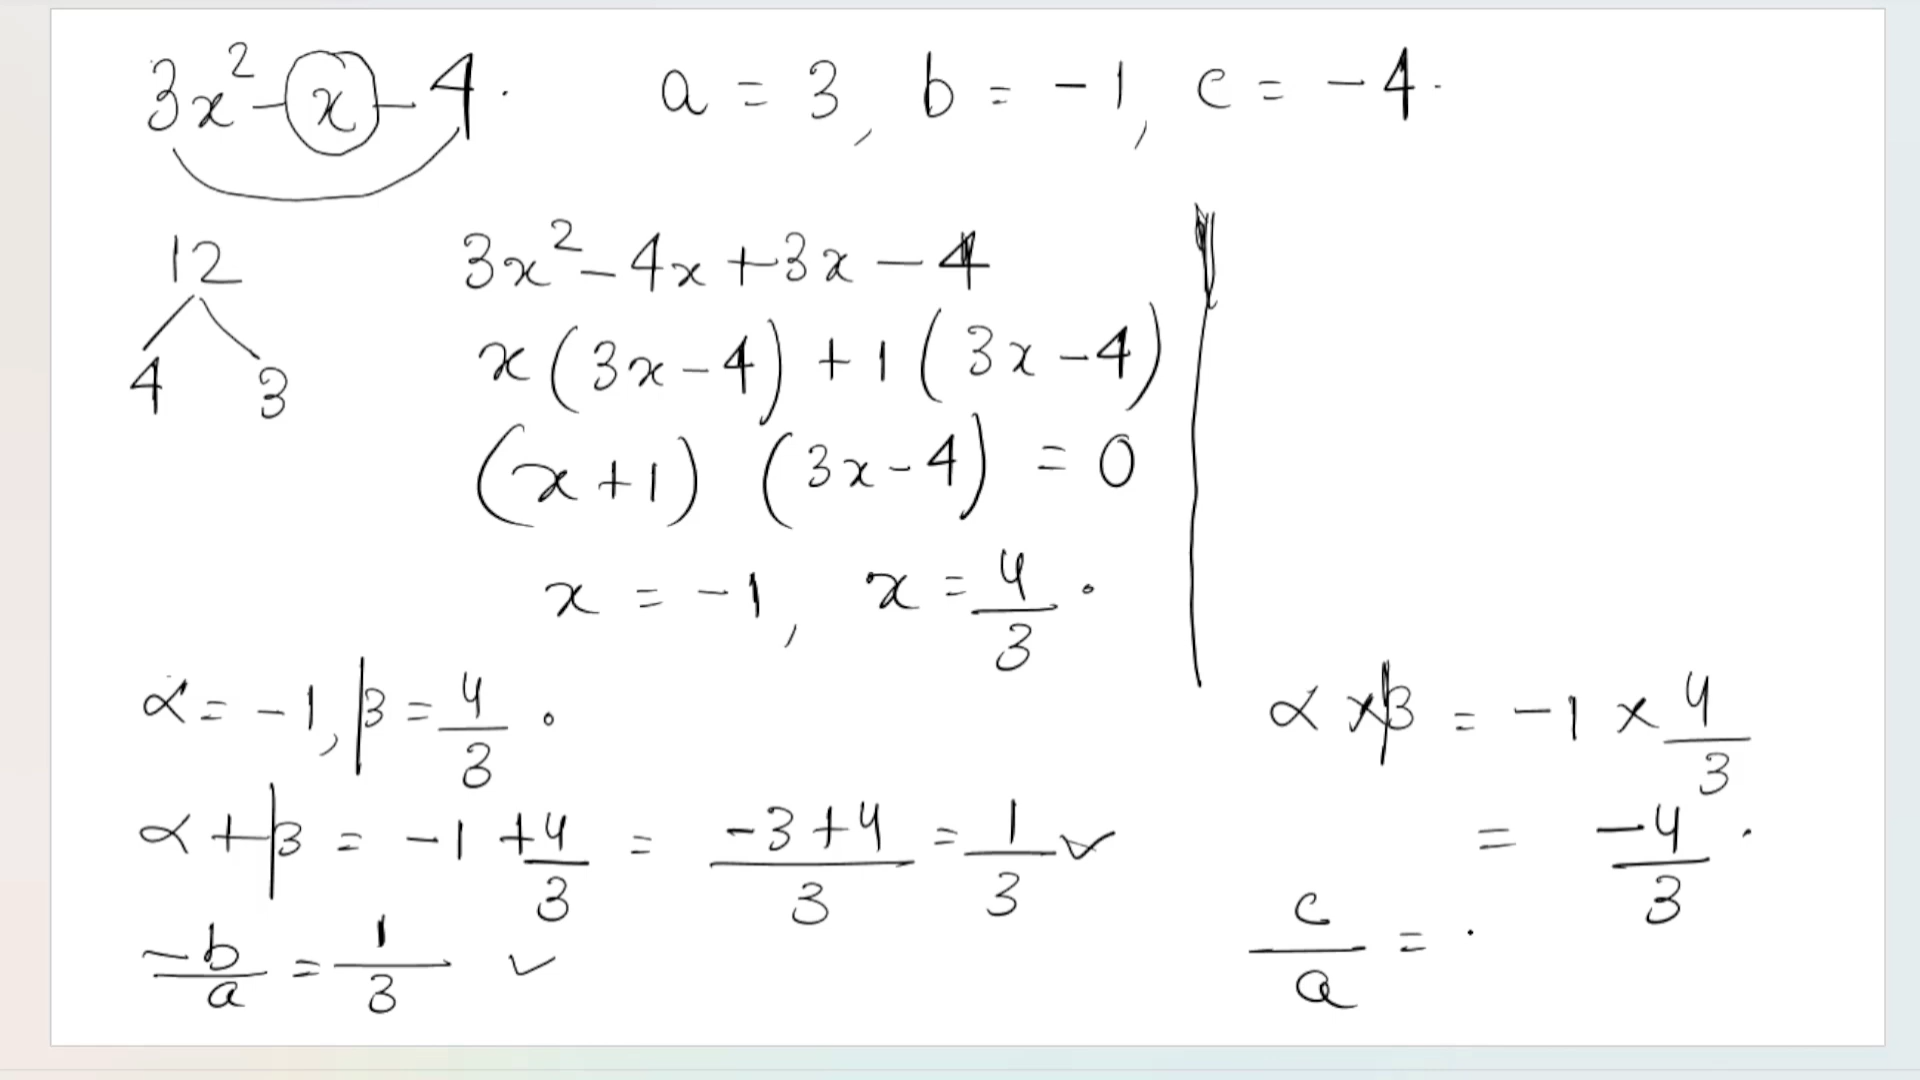 3x² - x - 4. a = 3, b = -1, c = -4.
12
4 3
3x² - 4x + 3x - 4
x(3x-4) + 1(3x-4)
(x+1) (3x-4) = 0
x = -1, x = 4/3.
α = -1, β = 4/3.
α + β = -1 + 4/3 = (-3+4)/3 = 1/3 ✓
-b/a = 1/3 ✓
α × β = -1 × 4/3
= -4/3.
c/a = .